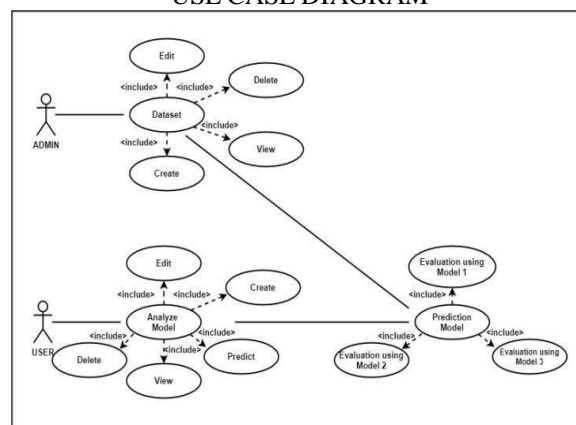 USE CASE DIAGRAM
Edit
<include>
<include>
Delete
Dataset
<include>
<include>
ADMIN
View
Create
Edit
Evaluation using
Model 1
Create
<include>
<include>
<include>
Analyze
Model
Prediction
Model
<include>
<include>
<include>
<include>
<include>
USER
Delete
Predict
Evaluation using
Model 2
Evaluation using
Model 3
View